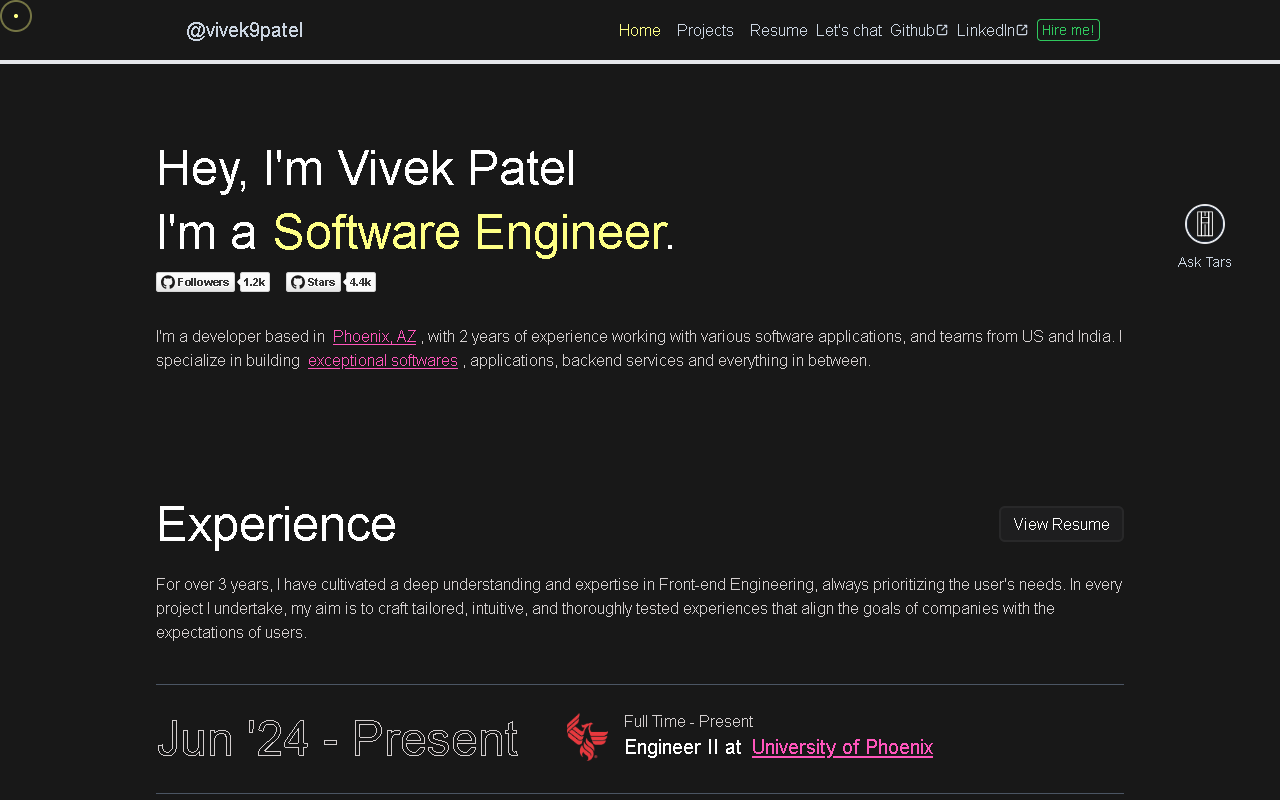 @vivek9patel
Home Projects Resume Let's chat Github LinkedIn Hire me!
Hey, I'm Vivek Patel
I'm a Software Engineer.
Followers 1.2k Stars 4.4k
Ask Tars
I'm a developer based in Phoenix, AZ , with 2 years of experience working with various software applications, and teams from US and India. I
specialize in building exceptional softwares , applications, backend services and everything in between.
Experience
View Resume
For over 3 years, I have cultivated a deep understanding and expertise in Front-end Engineering, always prioritizing the user's needs. In every
project I undertake, my aim is to craft tailored, intuitive, and thoroughly tested experiences that align the goals of companies with the
expectations of users.
Jun '24 - Present
Full Time - Present
Engineer II at University of Phoenix